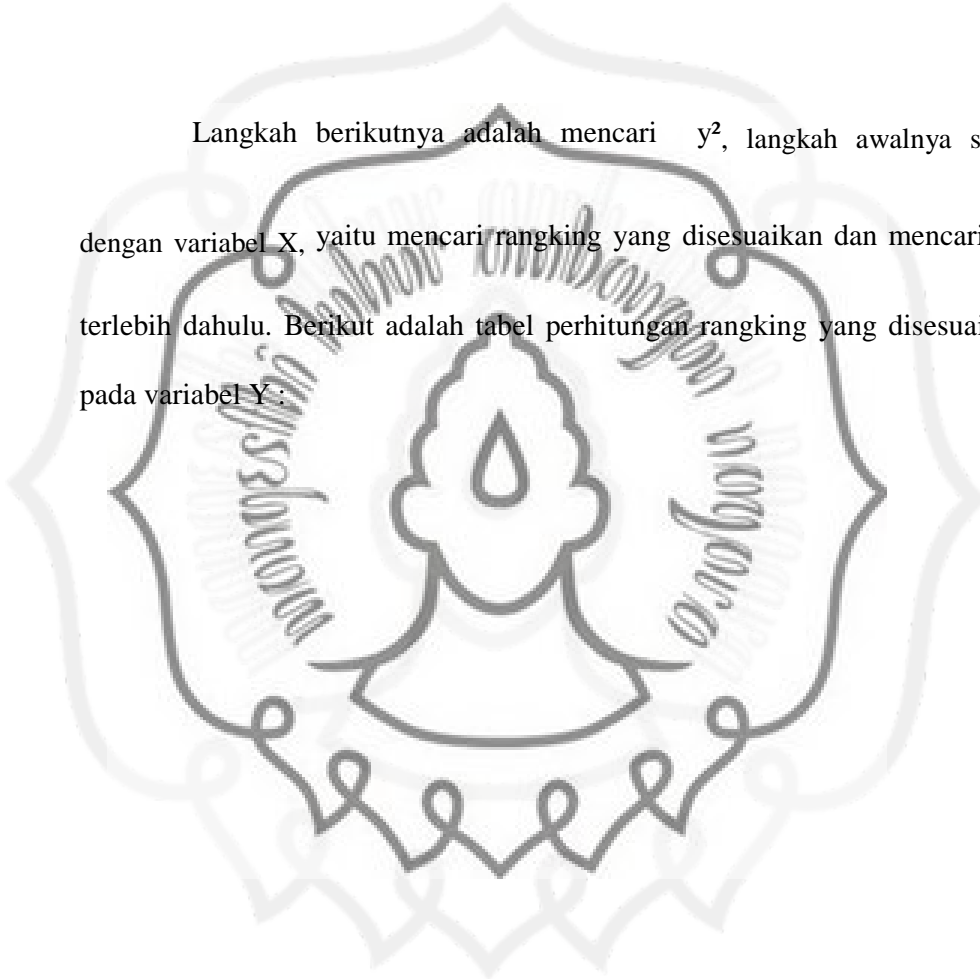 Langkah berikutnya adalah mencari y², langkah awalnya
dengan variabel X, yaitu mencari rangking yang disesuaikan dan mencari
terlebih dahulu. Berikut adalah tabel perhitungan rangking yang
pada variabel Y :